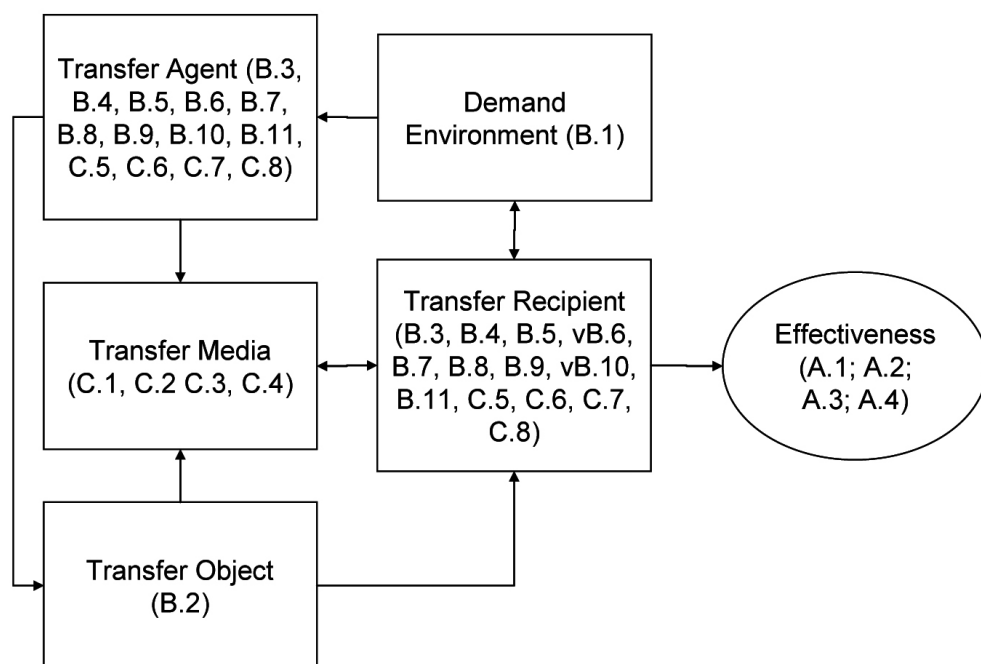 Transfer Agent (B.3,
B.4, B.5, B.6, B.7,
B.8, B.9, B.10, B.11,
C.5, C.6, C.7, C.8)
Demand
Environment (B.1)
Transfer Media
(C.1, C.2 C.3, C.4)
Transfer Recipient
(B.3, B.4, B.5, vB.6,
B.7, B.8, B.9, vB.10,
B.11, C.5, C.6, C.7,
C.8)
Effectiveness
(A.1; A.2;
A.3; A.4)
Transfer Object
(B.2)